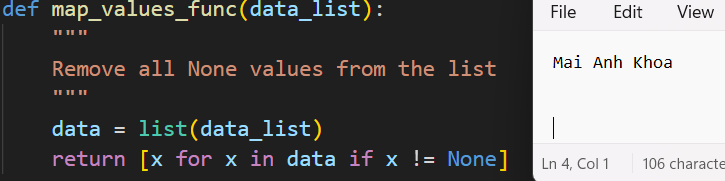 def map_values_func(data_list):
    """
    Remove all None values from the list
    """
    data = list(data_list)
    return [x for x in data if x != None]
File Edit View
Mai Anh Khoa
Ln 4, Col 1 106 characte